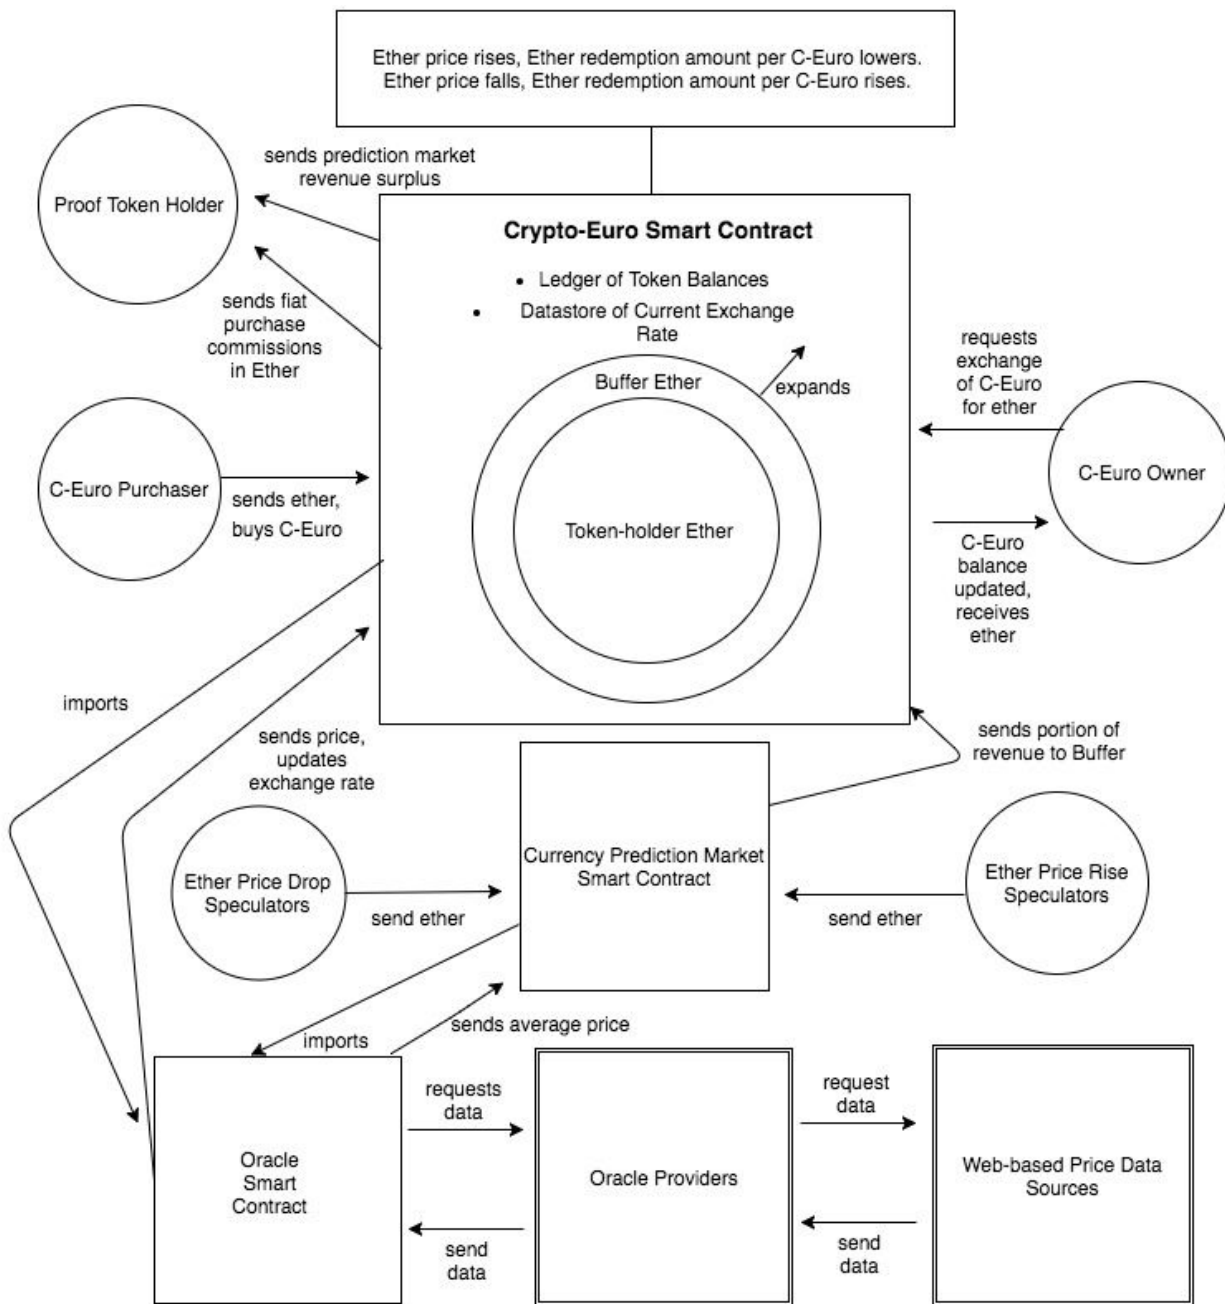 Ether price rises, Ether redemption amount per C-Euro lowers.
Ether price falls, Ether redemption amount per C-Euro rises.
sends prediction market
revenue surplus
Proof Token Holder
Crypto-Euro Smart Contract
• Ledger of Token Balances
• Datastore of Current Exchange
Rate
sends fiat
purchase
commissions
in Ether
Buffer Ether
expands
requests
exchange
of C-Euro
for ether
C-Euro Purchaser
sends ether,
buys C-Euro
Token-holder Ether
C-Euro Owner
C-Euro
balance
updated,
receives
ether
imports
sends price,
updates
exchange rate
sends portion of
revenue to Buffer
Ether Price Drop
Speculators
send ether
Currency Prediction Market
Smart Contract
Ether Price Rise
Speculators
send ether
imports
sends average price
Oracle
Smart
Contract
requests
data
send
data
Oracle Providers
request
data
send
data
Web-based Price Data
Sources